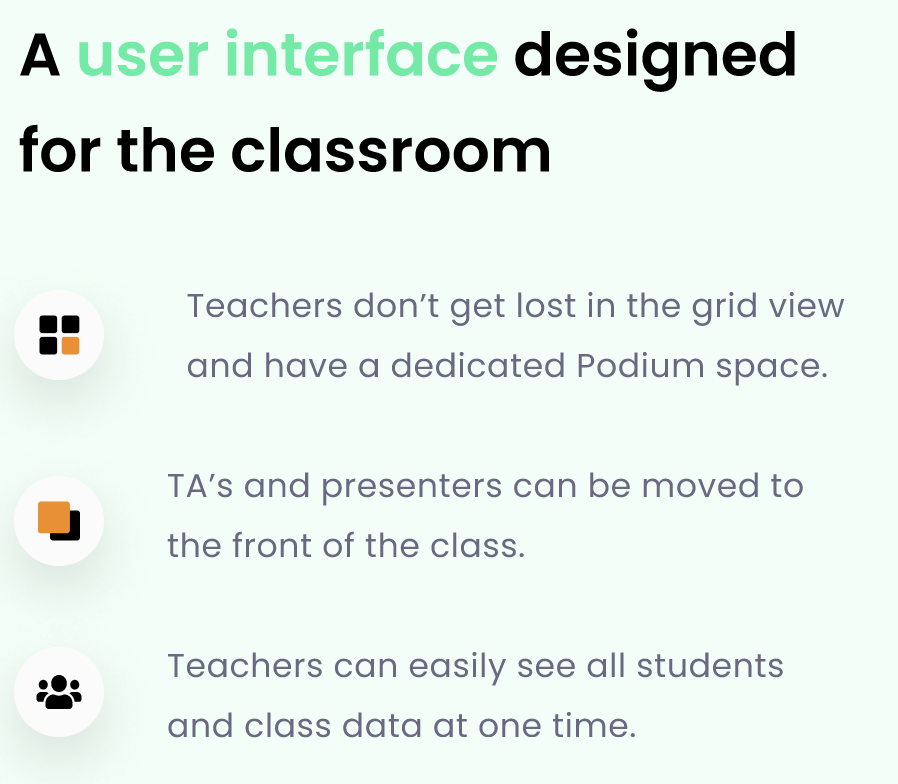 A user interface designed
for the classroom
Teachers don’t get lost in the grid view
and have a dedicated Podium space.
TA’s and presenters can be moved to
the front of the class.
Teachers can easily see all students
and class data at one time.